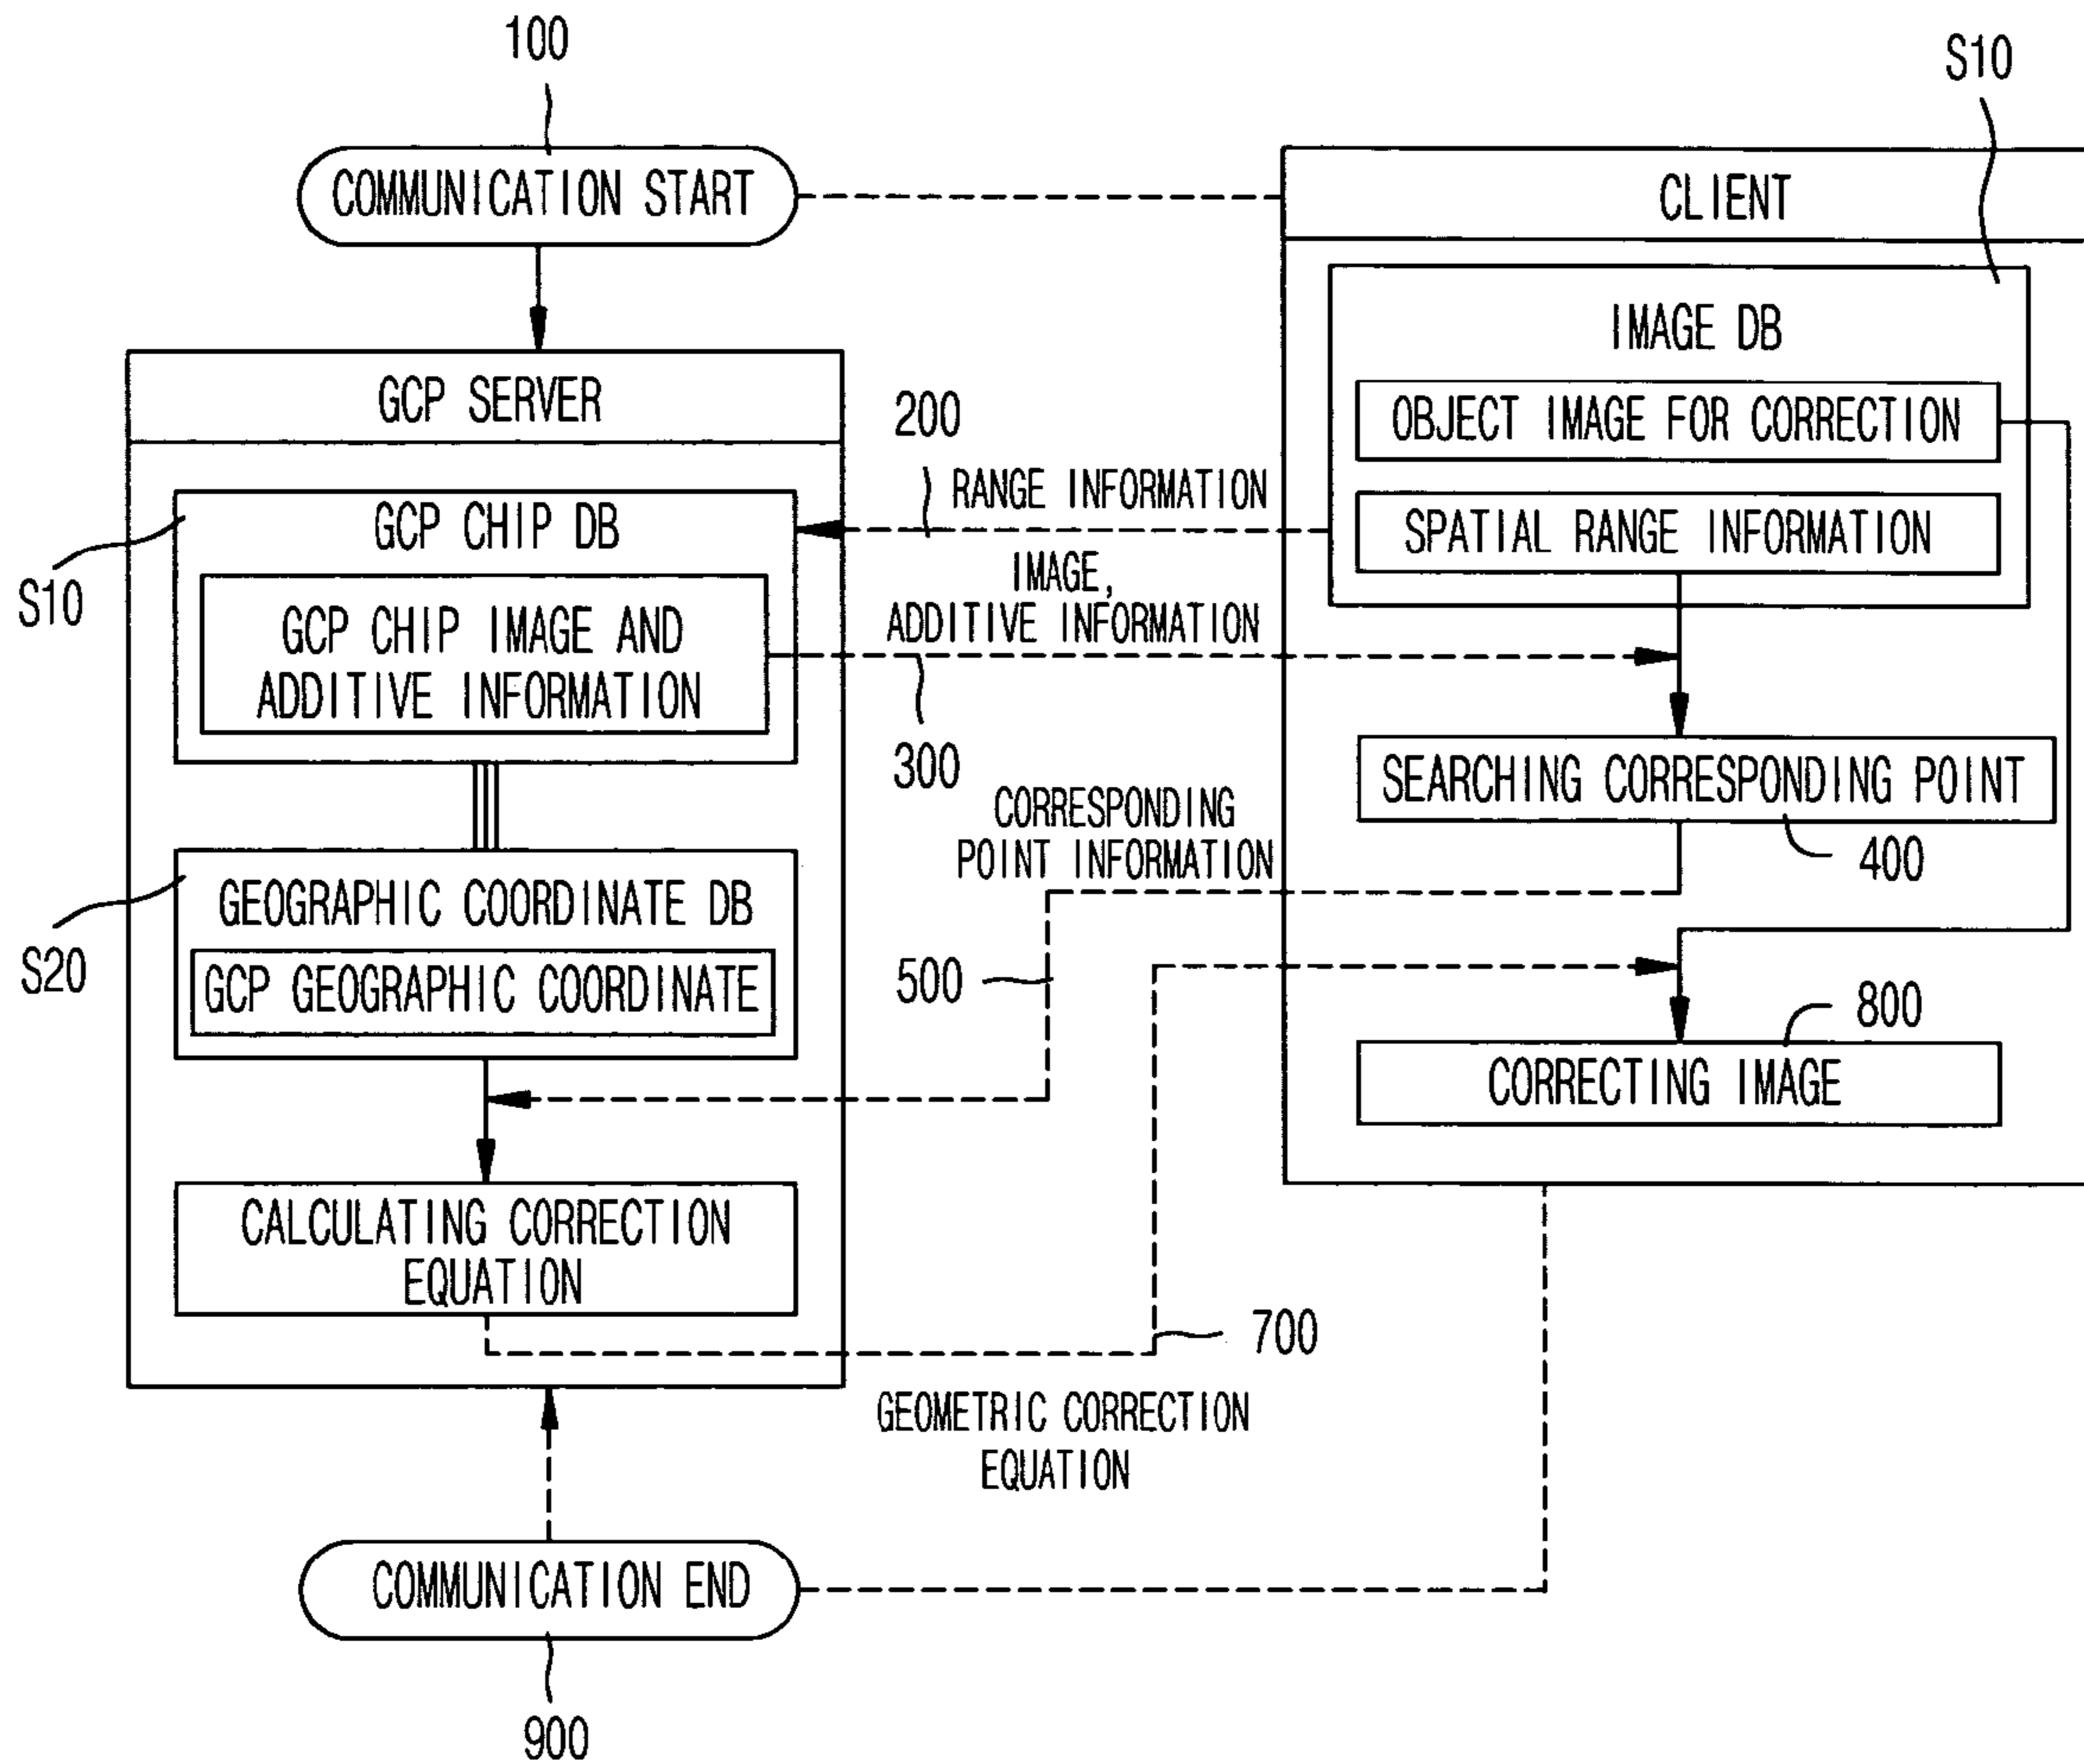 100
S10
COMMUNICATION START
CLIENT
IMAGE DB
GCP SERVER
200
OBJECT IMAGE FOR CORRECTION
RANGE INFORMATION
GCP CHIP DB
SPATIAL RANGE INFORMATION
S10
IMAGE,
ADDITIVE INFORMATION
GCP CHIP IMAGE AND
ADDITIVE INFORMATION
300
SEARCHING CORRESPONDING POINT
CORRESPONDING
POINT INFORMATION
400
GEOGRAPHIC COORDINATE DB
S20
GCP GEOGRAPHIC COORDINATE
500
800
CORRECTING IMAGE
CALCULATING CORRECTION
EQUATION
700
GEOMETRIC CORRECTION
EQUATION
COMMUNICATION END
900